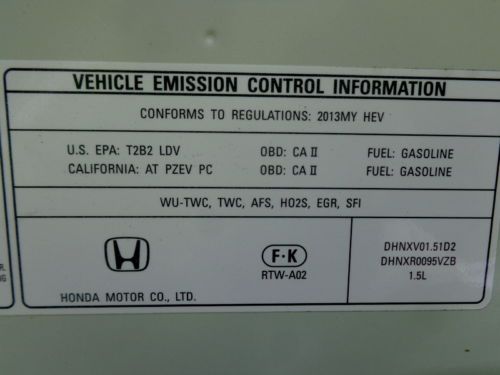 VEHICLE EMISSION CONTROL INFORMATION
CONFORMS TO REGULATIONS: 2013MY HEV
U.S. EPA: T2B2 LDV OBD: CA II FUEL: GASOLINE
CALIFORNIA: AT PZEV PC OBD: CA II FUEL: GASOLINE
WU-TWC, TWC, AFS, HO2S, EGR, SFI
HONDA MOTOR CO., LTD.
F·K
RTW-A02
DHNXV01.51D2
DHNXR0095VZB
1.5L